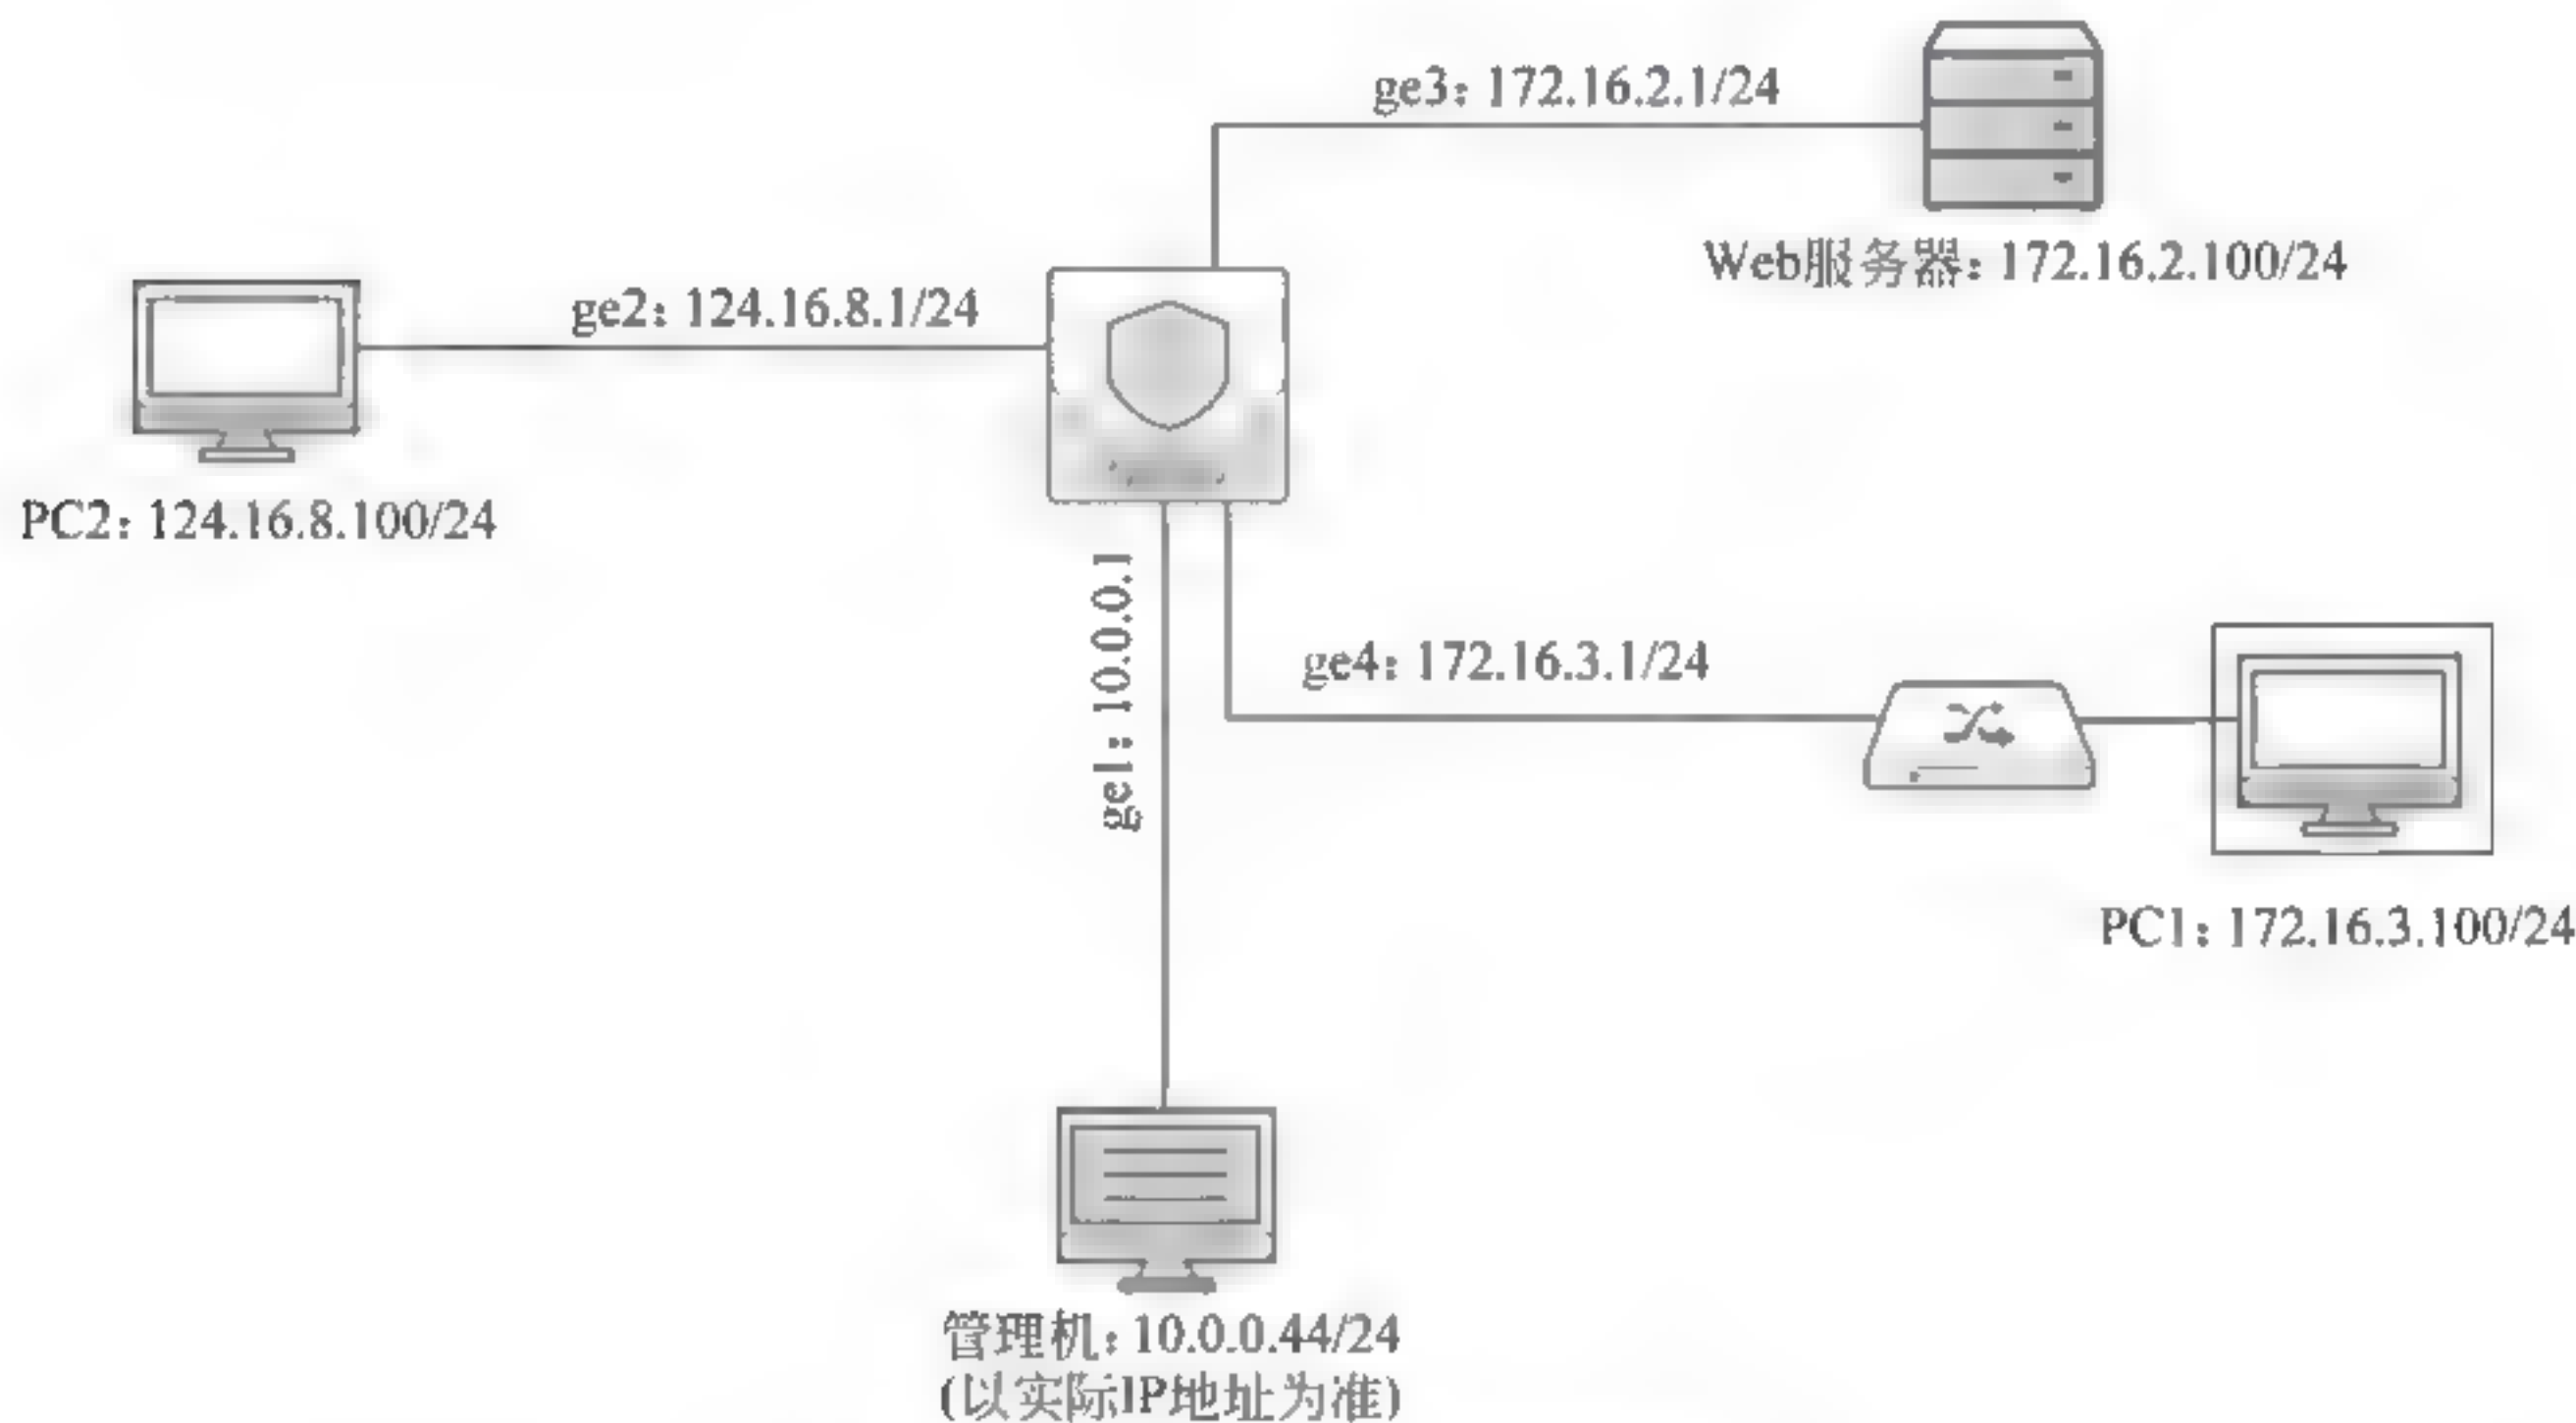 ge3: 172.16.2.1/24
Web服务器: 172.16.2.100/24
ge2: 124.16.8.1/24
PC2: 124.16.8.100/24
ge1: 10.0.0.1
ge4: 172.16.3.1/24
PC1: 172.16.3.100/24
管理机: 10.0.0.44/24
(以实际IP地址为准)